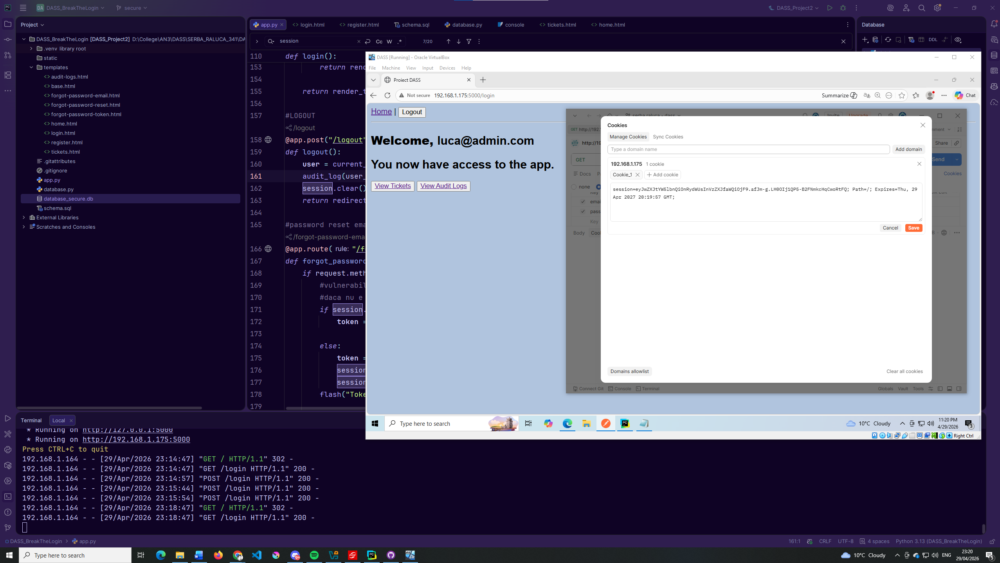 DA DASS_BreakTheLogin secure DASS_Project2
Project
DASS_BreakTheLogin [DASS_Project2] D:\College\AN3\DASS\SERBA_RALUCA_341\DA
.venv library root
static
templates
audit-logs.html
base.html
forgot-password-email.html
forgot-password-reset.html
forgot-password-token.html
home.html
login.html
register.html
tickets.html
.gitattributes
.gitignore
app.py
database.py
database_secure.db
schema.sql
External Libraries
Scratches and Consoles
app.py login.html register.html schema.sql database.py console tickets.html home.html
session Cc W .* 7/20
Database
DDL
110 def login():
153 return rend
154
155 return render_t
156
157 #LOGOUT
/logout
158 @app.post("/logout"
159 def logout():
160 user = current_
161 audit_log(user_
162 session.clear()
163 return redirect
164
165 #password reset ema
/forgot-password-ema
166 @app.route( rule: "/f
167 def forgot_password
168 if request.meth
169 #vulnerabil
170 #daca nu e
171 if session.
172 token =
173
174 else:
175 token =
176 session
177 session
178 flash("Toke
179
DASS [Running] - Oracle VirtualBox
File Machine View Input Devices Help
Proiect DASS
Not secure 192.168.1.175:5000/login Summarize Chat
Home | Logout
Welcome, luca@admin.com
You now have access to the app.
View Tickets View Audit Logs
serba raluca - dass Invite Upgrade
GET http://192. nment
HTTP http://19 Share
GET Send
Docs Cookies
none
emai
pass
Key
Body Cook
Cookies
Manage Cookies Sync Cookies
Type a domain name Add domain
192.168.1.175 1 cookie
Cookie_1 Add cookie
session=eyJwZXJtYW5lbnQiOnRydWUsInVzZXJfaWQiOjF9.afJm-g.LH0OIj1QP5-B2FNmkcHqCwoRtFQ; Path=/; Expires=Thu, 29
Apr 2027 20:19:57 GMT;
Cancel Save
Domains allowlist Clear all cookies
Connect Git Console Terminal Globals Vault Tools
Type here to search 10°C Cloudy 11:20 PM
4/29/2026 3
Right Ctrl
Terminal Local
* Running on http://127.0.0.1:5000
* Running on http://192.168.1.175:5000
Press CTRL+C to quit
192.168.1.164 - - [29/Apr/2026 23:14:47] "GET / HTTP/1.1" 302 -
192.168.1.164 - - [29/Apr/2026 23:14:47] "GET /login HTTP/1.1" 200 -
192.168.1.164 - - [29/Apr/2026 23:14:57] "POST /login HTTP/1.1" 200 -
192.168.1.164 - - [29/Apr/2026 23:15:44] "POST /login HTTP/1.1" 200 -
192.168.1.164 - - [29/Apr/2026 23:15:54] "POST /login HTTP/1.1" 200 -
192.168.1.164 - - [29/Apr/2026 23:18:47] "GET / HTTP/1.1" 302 -
192.168.1.164 - - [29/Apr/2026 23:18:47] "GET /login HTTP/1.1" 200 -
DASS_BreakTheLogin app.py 161:1 CRLF UTF-8 4 spaces Python 3.13 (DASS_BreakTheLogin)
Type here to search 10°C Cloudy ENG 23:20
29/04/2026 5